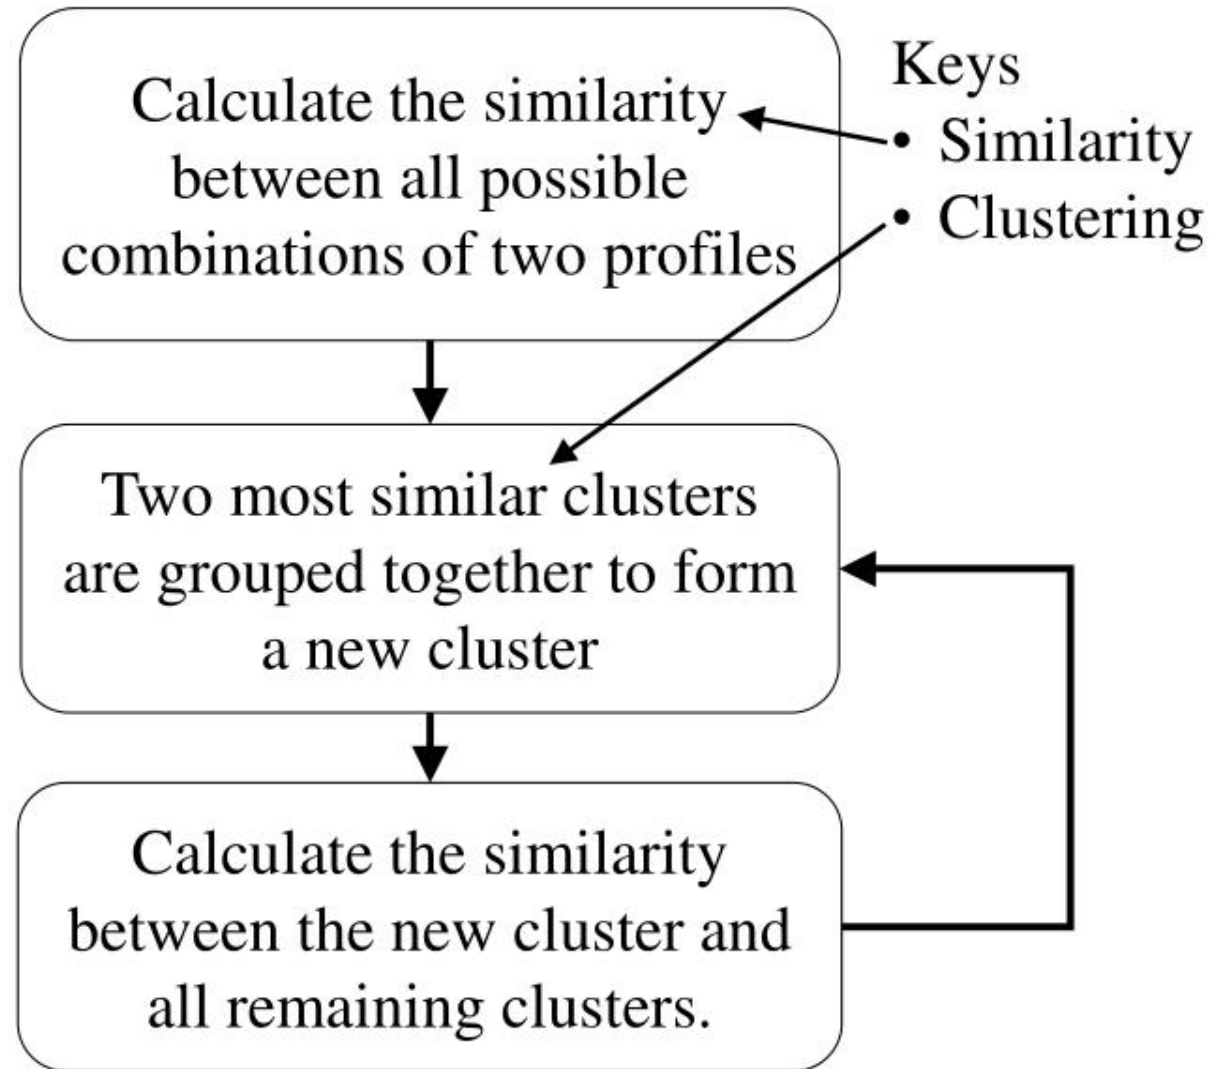 Calculate the similarity
between all possible
combinations of two profiles
Keys
• Similarity
• Clustering
Two most similar clusters
are grouped together to form
a new cluster
Calculate the similarity
between the new cluster and
all remaining clusters.